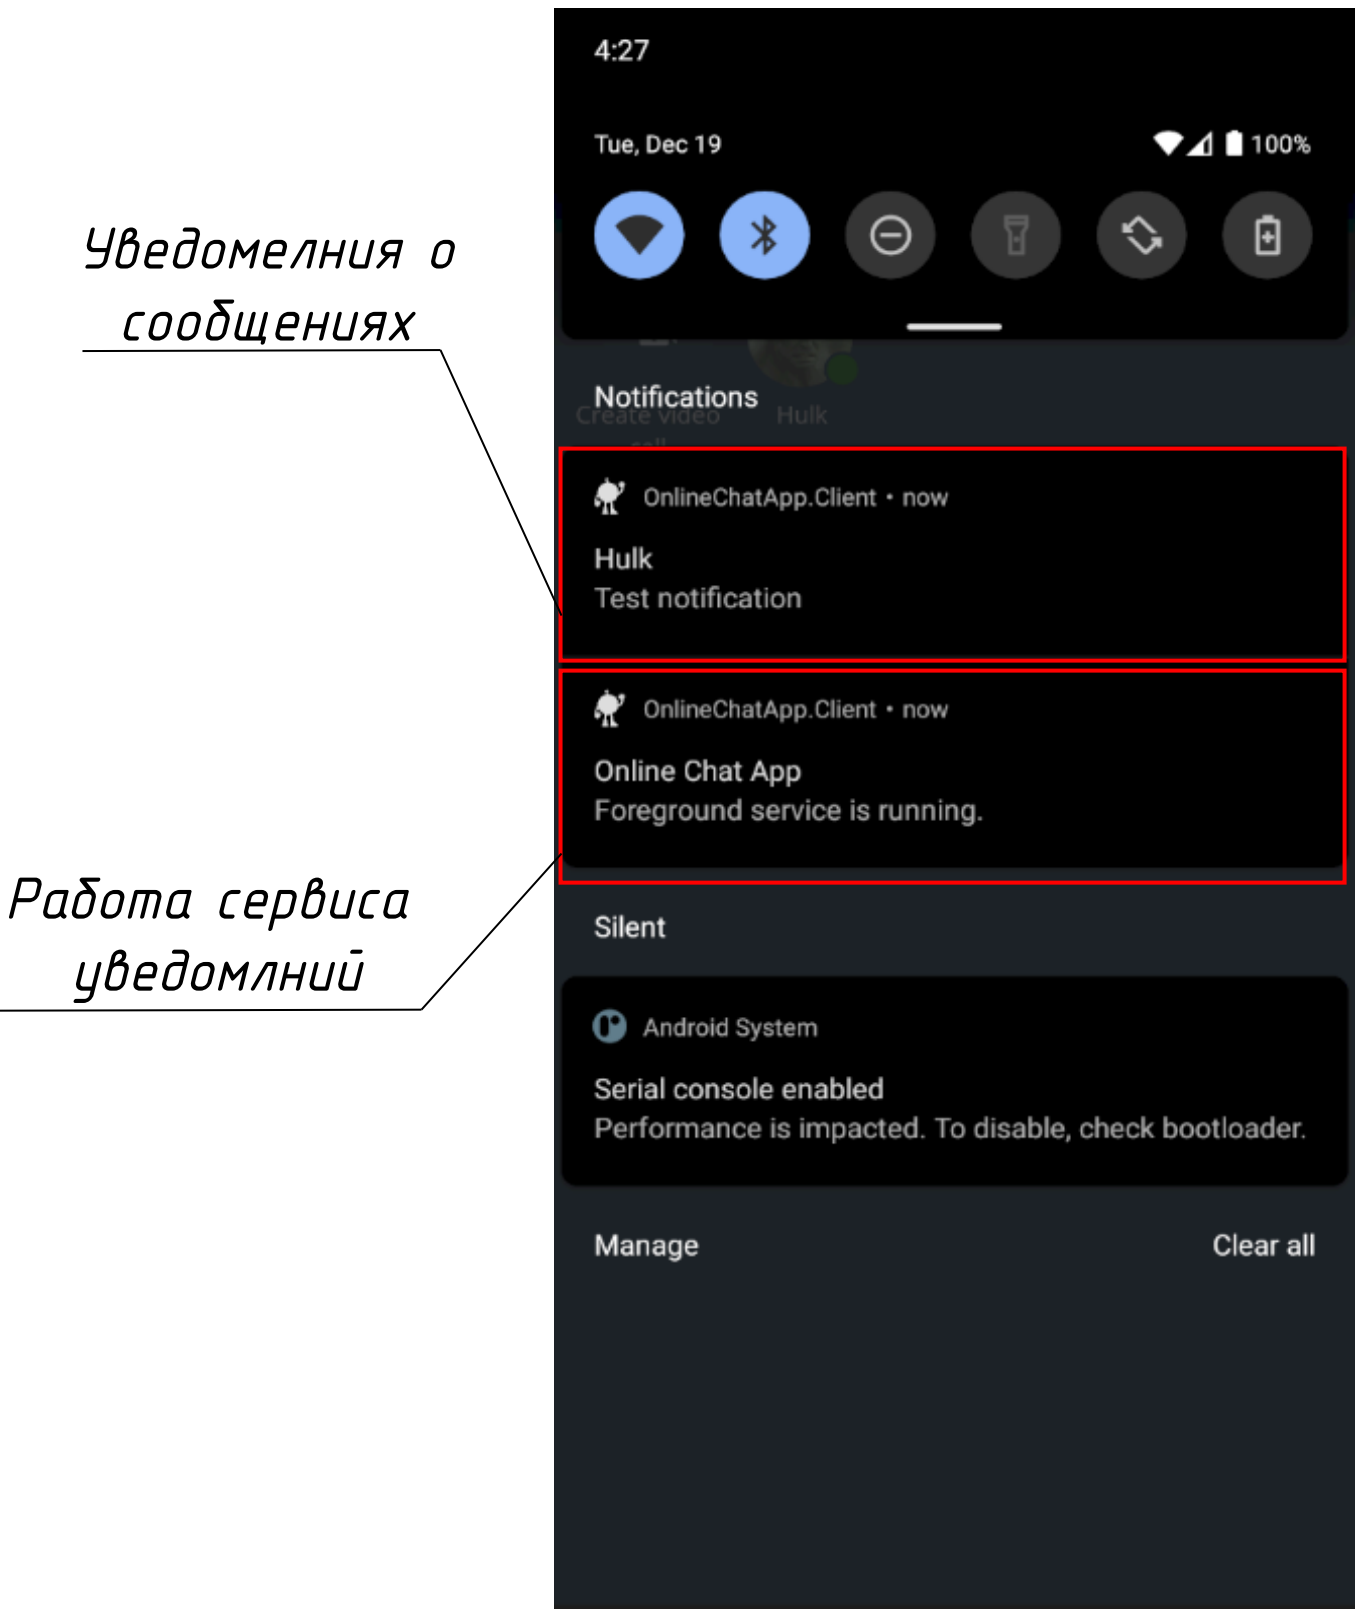 4:27
Tue, Dec 19
100%
Уведомелния о
сообщениях
Notifications
Create video
call
Hulk
OnlineChatApp.Client • now
Hulk
Test notification
OnlineChatApp.Client • now
Online Chat App
Foreground service is running.
Работа сервиса
уведомлний
Silent
Android System
Serial console enabled
Performance is impacted. To disable, check bootloader.
Manage
Clear all